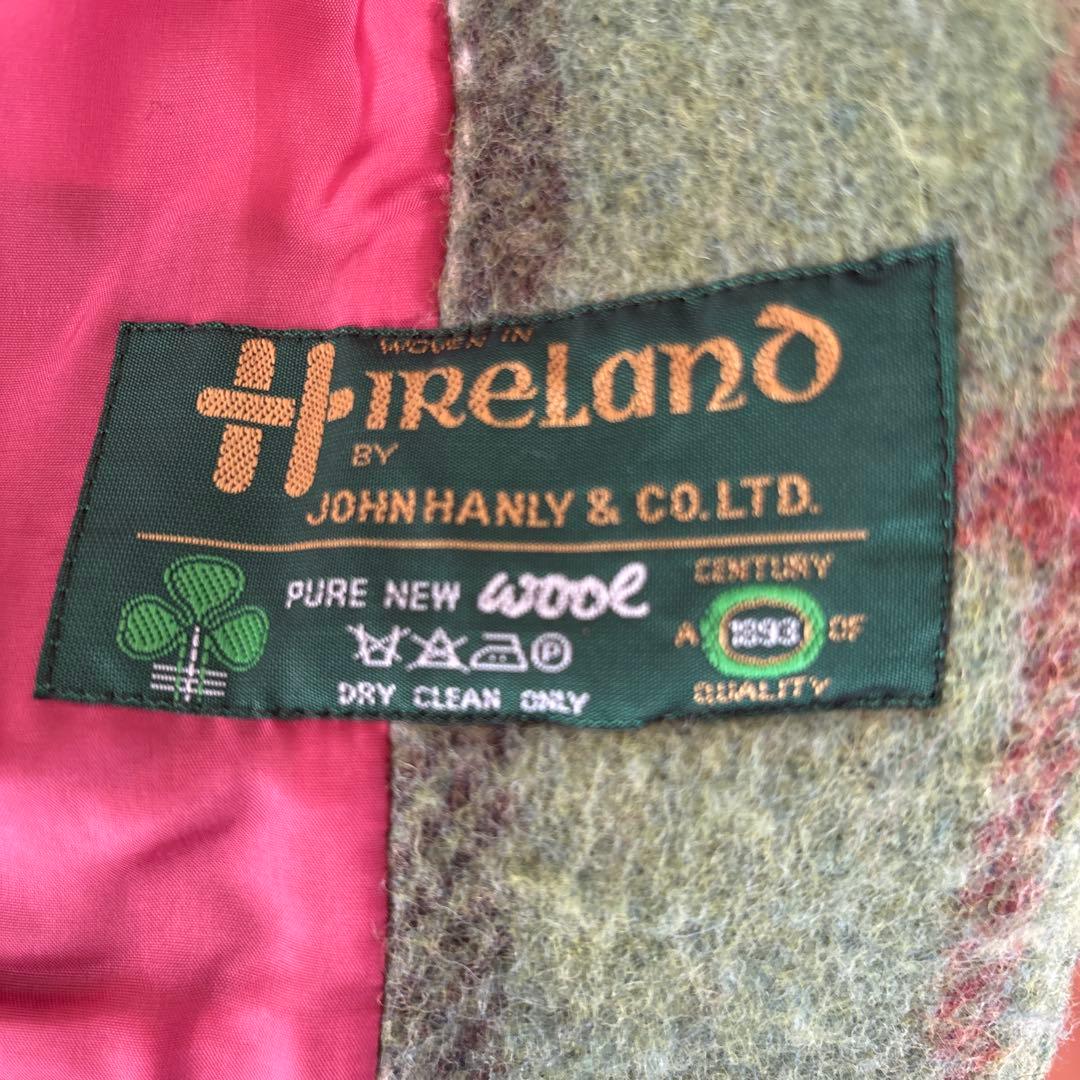 WOVEN IN
H IRELAND
BY
JOHN HANLY & CO. LTD.
PURE NEW wool
P
DRY CLEAN ONLY
CENTURY
A 1893 OF
QUALITY